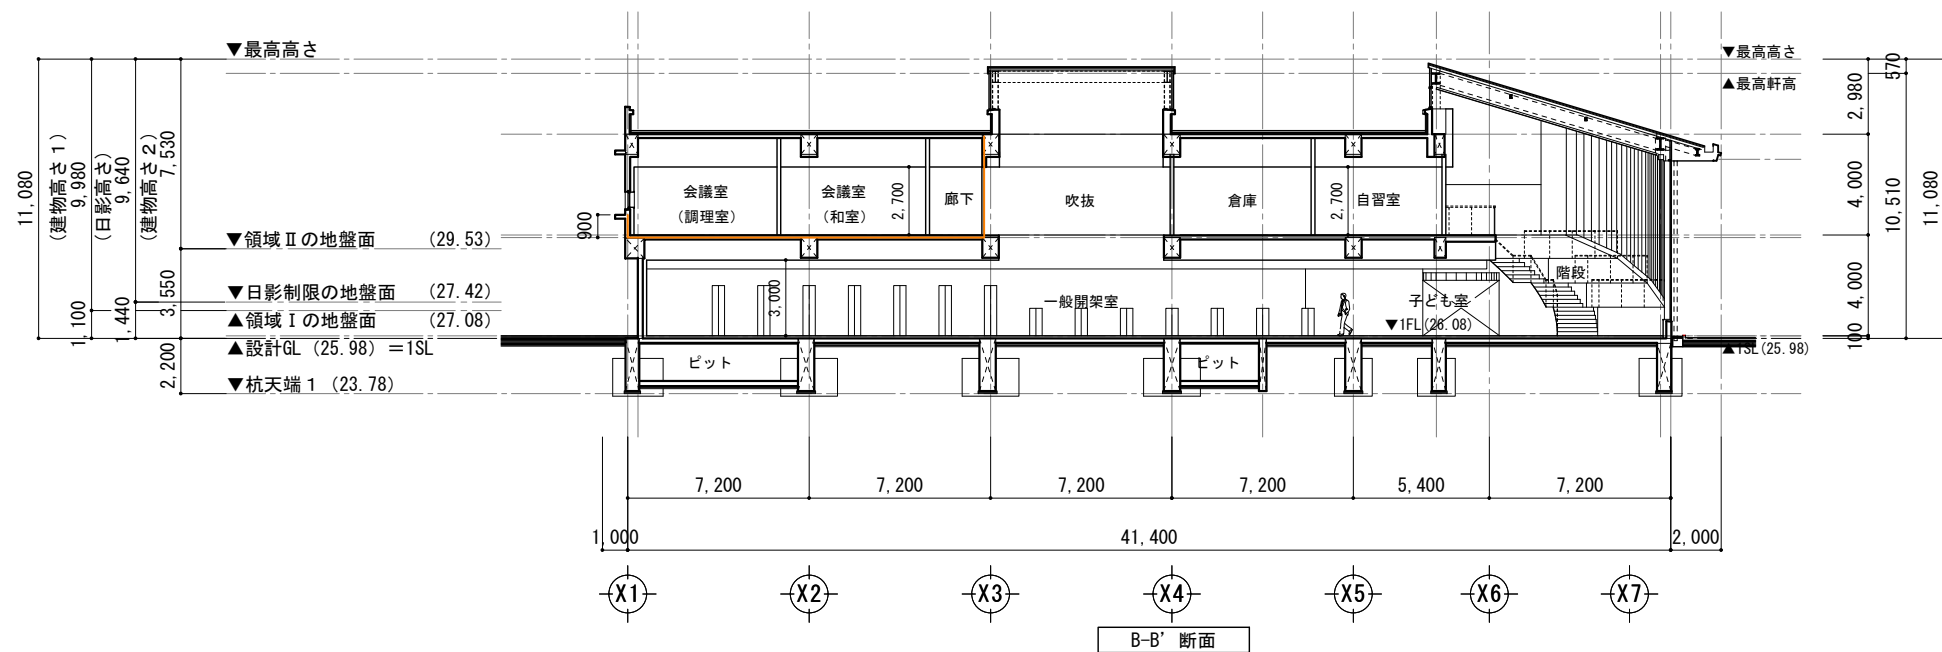 ▼最高高さ
▼最高高さ
▲最高軒高
11,080
(建物高さ1)
9,980
(日影高さ)
9,640
(建物高さ2)
7,530
570
2,980
4,000
10,510
11,080
4,000
100
会議室
(調理室)
会議室
(和室)
2,700
廊下
吹抜
倉庫
2,700
自習室
900
▼領域Ⅱの地盤面 (29.53)
▼日影制限の地盤面 (27.42)
▲領域Ⅰの地盤面 (27.08)
▲設計GL (25.98) =1SL
▼杭天端1 (23.78)
1,100
1,440
3,550
2,200
3,000
一般開架室
子ども室
階段
▼1FL(26.08)
▲1SL(25.98)
ピット
ピット
7,200
7,200
7,200
7,200
5,400
7,200
1,000
41,400
2,000
X1
X2
X3
X4
X5
X6
X7
B-B' 断面